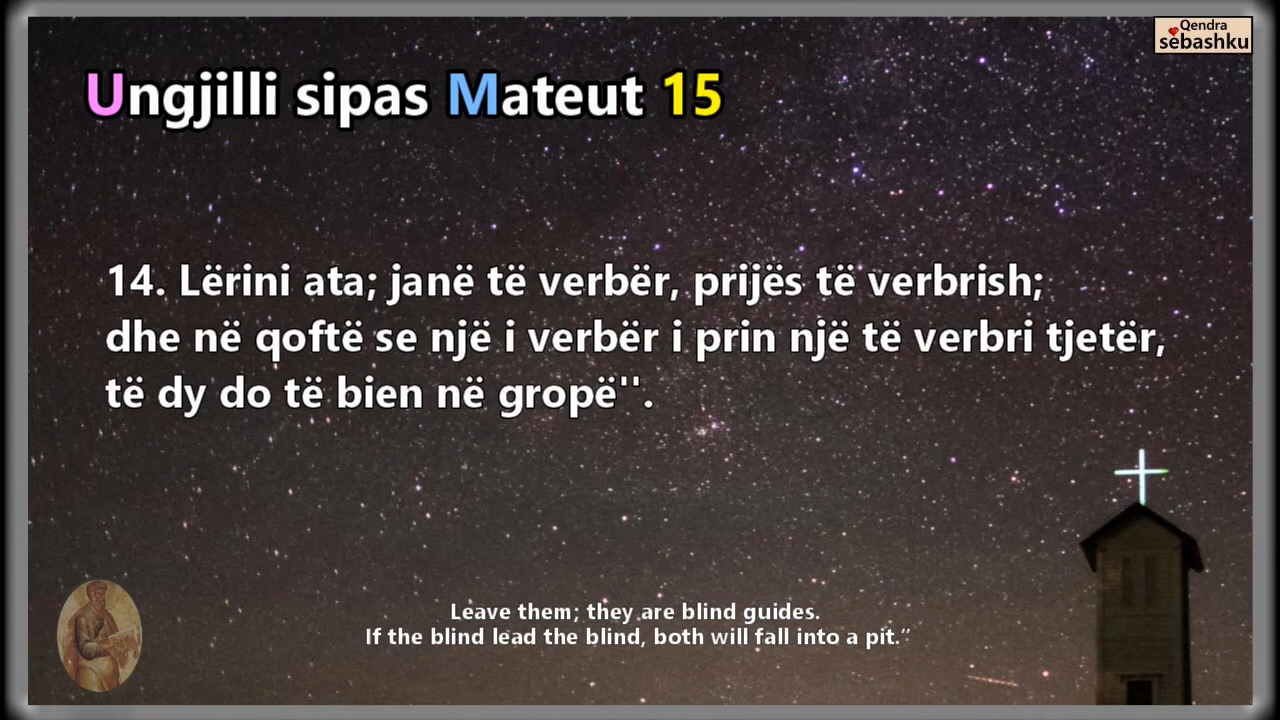 Qendra
sëbashku
Ungjilli sipas Mateut 15
14. Lërini ata; janë të verbër, prijës të verbrish;
dhe në qoftë se një i verbër i prin një të verbri tjetër,
të dy do të bien në gropë''.
Leave them; they are blind guides.
If the blind lead the blind, both will fall into a pit.”